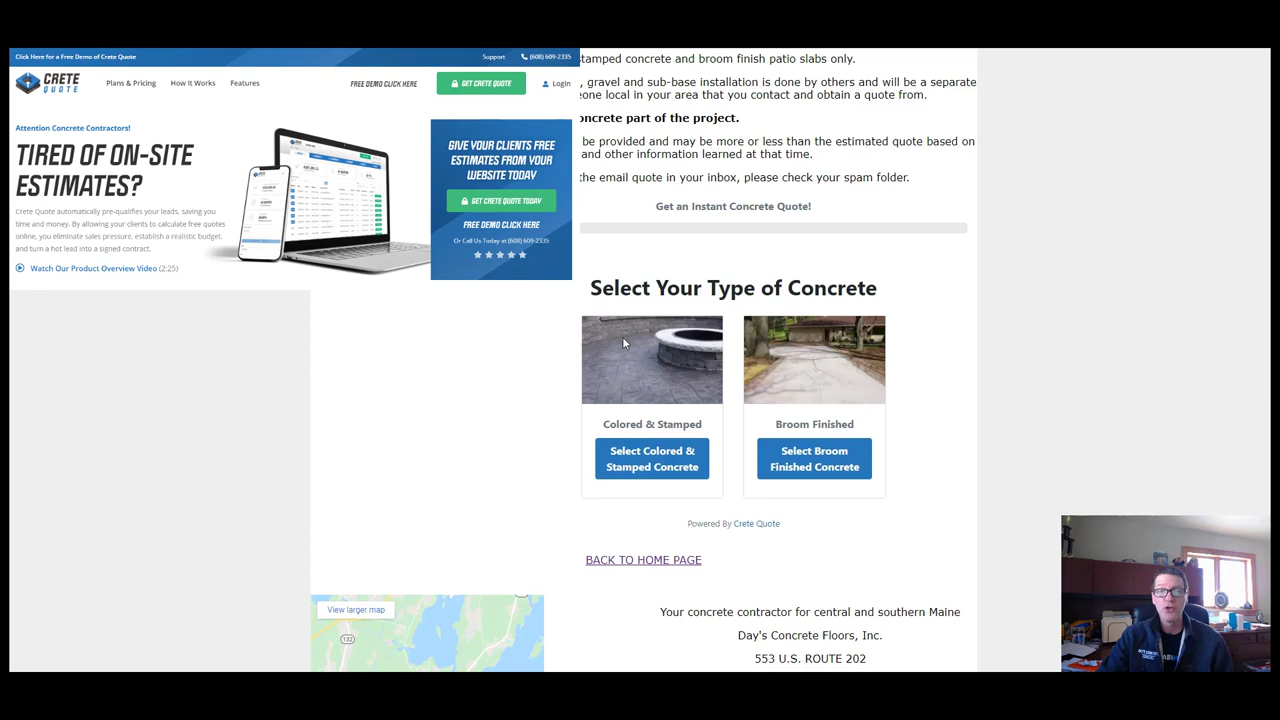 Click Here for a Free Demo of Crete Quote
Support
(608) 609-2335
CRETE
QUOTE
Plans & Pricing
How It Works
Features
FREE DEMO CLICK HERE
GET CRETE QUOTE
Login
Attention Concrete Contractors!
TIRED OF ON-SITE
ESTIMATES?
Crete Quote automatically pre-qualifies your leads, saving you
time and money. By allowing your clients to calculate free quotes
online, you eliminate sales pressure, establish a realistic budget,
and turn a hot lead into a signed contract.
Watch Our Product Overview Video (2:25)
GIVE YOUR CLIENTS FREE
ESTIMATES FROM YOUR
WEBSITE TODAY
GET CRETE QUOTE TODAY
FREE DEMO CLICK HERE
Or Call Us Today at (608) 609-2335
tamped concrete and broom finish patio slabs only.
, gravel and sub-base installation is done by others and will be a separate
one local in your area that you contact and obtain a quote from.
oncrete part of the project.
be provided and may be more or less than the estimated quote based on
and other information learned at that time.
the email quote in your inbox, please check your spam folder.
Get an Instant Concrete Quote!
Select Your Type of Concrete
Colored & Stamped
Select Colored &
Stamped Concrete
Broom Finished
Select Broom
Finished Concrete
Powered By Crete Quote
BACK TO HOME PAGE
View larger map
132
Your concrete contractor for central and southern Maine
Day's Concrete Floors, Inc.
553 U.S. ROUTE 202